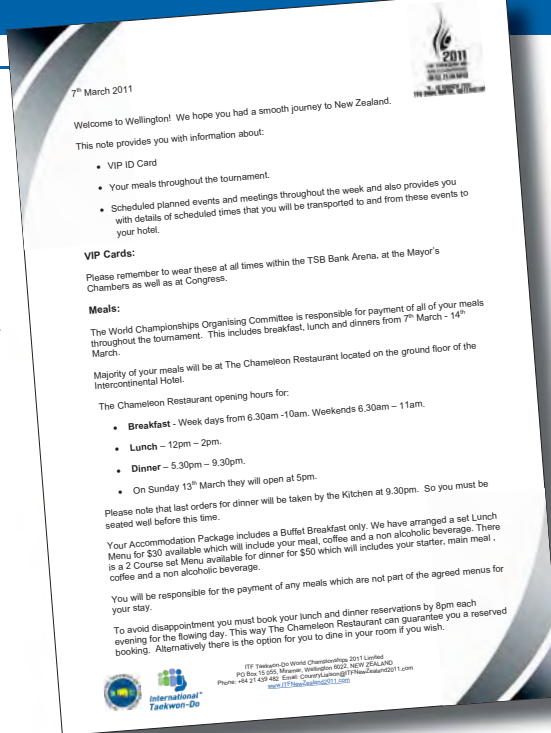 2011
7th March 2011
Welcome to Wellington! We hope you had a smooth journey to New Zealand.
This note provides you with information about:
• VIP ID Card
• Your meals throughout the tournament.
• Scheduled planned events and meetings throughout the week and also provides you
with details of scheduled times that you will be transported to and from these events to
your hotel.
VIP Cards:
Please remember to wear these at all times within the TSB Bank Arena, at the Mayor's
Chambers as well as at Congress.
Meals:
The World Championships Organising Committee is responsible for payment of all of your meals
throughout the tournament. This includes breakfast, lunch and dinners from 7th March - 14th
March.
Majority of your meals will be at The Chameleon Restaurant located on the ground floor of the
Intercontinental Hotel.
The Chameleon Restaurant opening hours for:
• Breakfast - Week days from 6.30am -10am. Weekends 6.30am – 11am.
• Lunch – 12pm – 2pm.
• Dinner – 5.30pm – 9.30pm.
• On Sunday 13th March they will open at 5pm.
Please note that last orders for dinner will be taken by the Kitchen at 9.30pm. So you must be
seated well before this time.
Your Accommodation Package includes a Buffet Breakfast only. We have arranged a set Lunch
Menu for $30 available which will include your meal, coffee and a non alcoholic beverage. There
is a 2 Course set Menu available for dinner for $50 which will includes your starter, main meal ,
coffee and a non alcoholic beverage.
You will be responsible for the payment of any meals which are not part of the agreed menus for
your stay.
To avoid disappointment you must book your lunch and dinner reservations by 8pm each
evening for the flowing day. This way The Chameleon Restaurant can guarantee you a reserved
booking. Alternatively there is the option for you to dine in your room if you wish.
ITF Taekwon-Do World Championships 2011 Limited
PO Box 15 055, Miramar, Wellington 6022, NEW ZEALAND
Phone: +64 21 439 482 Email: CountryLiaison@ITFNewZealand2011.com
www.ITFNewZealand2011.com
International
Taekwon-Do